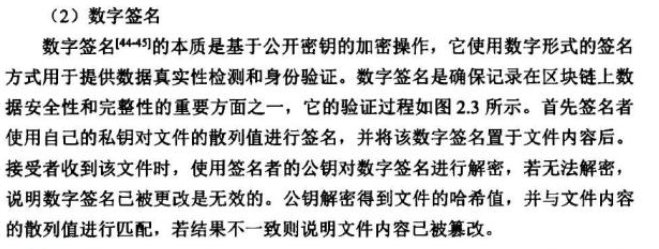 （2）数字签名
数字签名[44-45]的本质是基于公开密钥的加密操作，它使用数字形式的签名
方式用于提供数据真实性检测和身份验证。数字签名是确保记录在区块链上数
据安全性和完整性的重要方面之一，它的验证过程如图 2.3 所示。首先签名者
使用自己的私钥对文件的散列值进行签名，并将该数字签名置于文件内容后。
接受者收到该文件时，使用签名者的公钥对数字签名进行解密，若无法解密，
说明数字签名已被更改是无效的。公钥解密得到文件的哈希值，并与文件内容
的散列值进行匹配，若结果不一致则说明文件内容已被篡改。